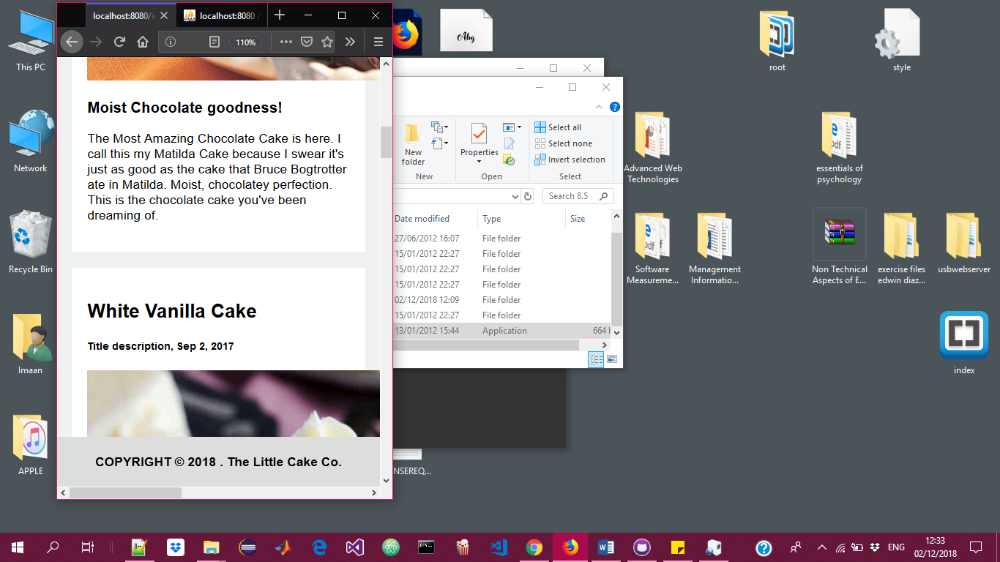 localhost:8080/i
localhost:8080
110%
Moist Chocolate goodness!
The Most Amazing Chocolate Cake is here. I
call this my Matilda Cake because I swear it's
just as good as the cake that Bruce Bogtrotter
ate in Matilda. Moist, chocolatey perfection.
This is the chocolate cake you've been
dreaming of.
White Vanilla Cake
Title description, Sep 2, 2017
COPYRIGHT © 2018 . The Little Cake Co.
This PC
Network
Recycle Bin
Imaan
APPLE
Abg
New
folder
New
Properties
Open
Select all
Select none
Invert selection
Select
Search 8.5
Date modified
Type
Size
27/06/2012 16:07
File folder
15/01/2012 22:27
File folder
15/01/2012 22:27
File folder
15/01/2012 22:27
File folder
02/12/2018 12:09
File folder
15/01/2012 22:27
File folder
13/01/2012 15:44
Application
664
NSEREQ...
root
style
Advanced Web
Technologies
essentials of
psychology
Software
Measureme...
Management
Informatio...
Non Technical
Aspects of E...
exercise files
edwin diaz...
usbwebserver
index
ENG
12:33
02/12/2018